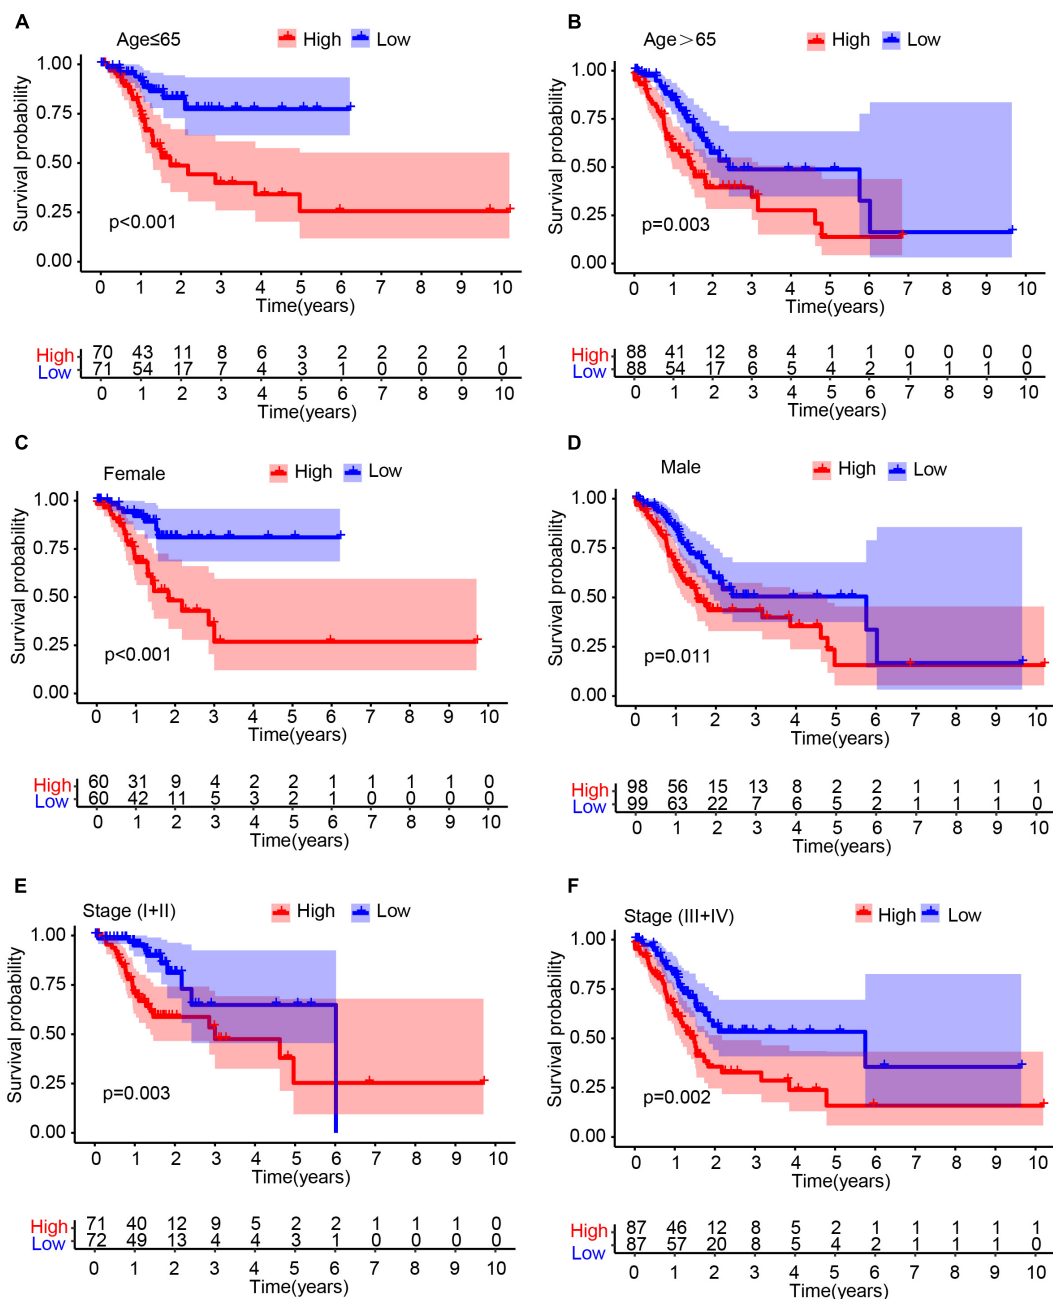 A
Age≤65
High
Low
1.00
0.75
0.50
0.25
0.00
Survival probability
p<0.001
0 1 2 3 4 5 6 7 8 9 10
Time(years)
High 70 43 11 8 6 3 2 2 2 2 1
Low 71 54 17 7 4 3 1 0 0 0 0
0 1 2 3 4 5 6 7 8 9 10
Time(years)
B
Age＞65
High
Low
1.00
0.75
0.50
0.25
0.00
Survival probability
p=0.003
0 1 2 3 4 5 6 7 8 9 10
Time(years)
High 88 41 12 8 4 1 1 0 0 0 0
Low 88 54 17 6 5 4 2 1 1 1 0
0 1 2 3 4 5 6 7 8 9 10
Time(years)
C
Female
High
Low
1.00
0.75
0.50
0.25
0.00
Survival probability
p<0.001
0 1 2 3 4 5 6 7 8 9 10
Time(years)
High 60 31 9 4 2 2 1 1 1 1 0
Low 60 42 11 5 3 2 1 0 0 0 0
0 1 2 3 4 5 6 7 8 9 10
Time(years)
D
Male
High
Low
1.00
0.75
0.50
0.25
0.00
Survival probability
p=0.011
0 1 2 3 4 5 6 7 8 9 10
Time(years)
High 98 56 15 13 8 2 2 1 1 1 1
Low 99 63 22 7 6 5 2 1 1 1 0
0 1 2 3 4 5 6 7 8 9 10
Time(years)
E
Stage (I+II)
High
Low
1.00
0.75
0.50
0.25
0.00
Survival probability
p=0.003
0 1 2 3 4 5 6 7 8 9 10
Time(years)
High 71 40 12 9 5 2 2 1 1 1 0
Low 72 49 13 4 4 3 1 0 0 0 0
0 1 2 3 4 5 6 7 8 9 10
Time(years)
F
Stage (III+IV)
High
Low
1.00
0.75
0.50
0.25
0.00
Survival probability
p=0.002
0 1 2 3 4 5 6 7 8 9 10
Time(years)
High 87 46 12 8 5 2 1 1 1 1 1
Low 87 57 20 8 5 4 2 1 1 1 0
0 1 2 3 4 5 6 7 8 9 10
Time(years)